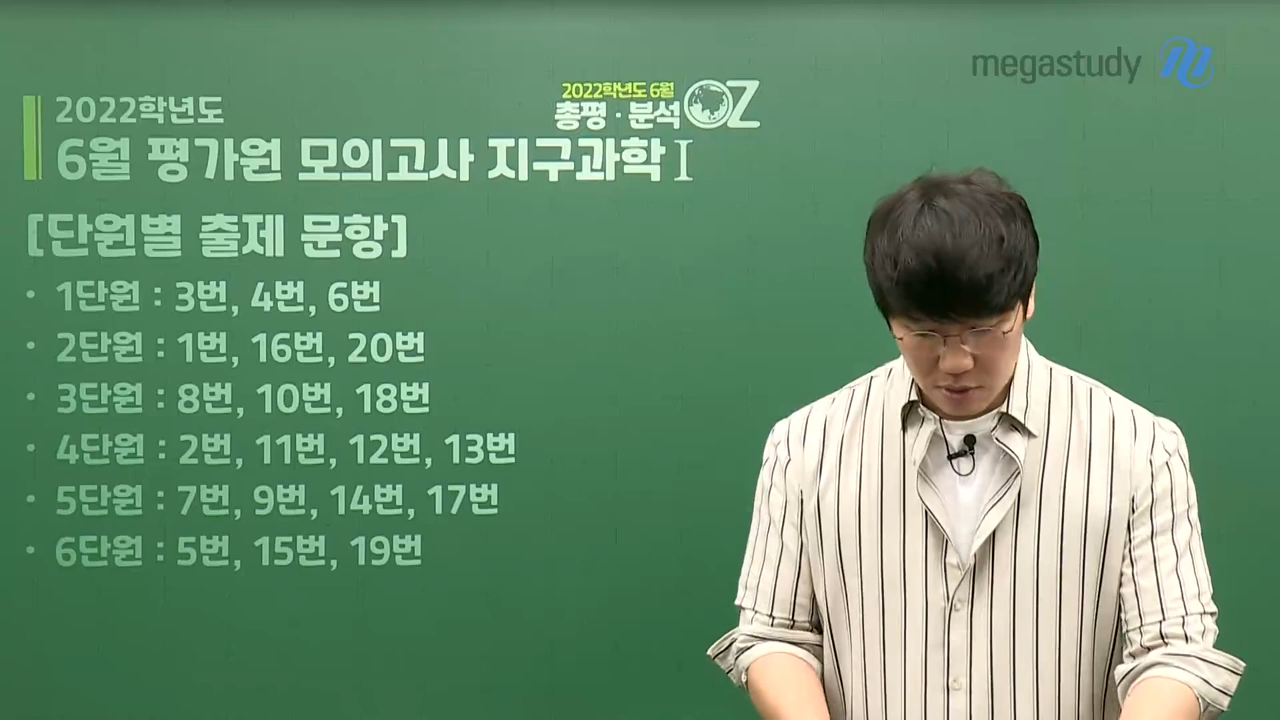 megastudy
2022학년도 6월
총평·분석 OZ
2022학년도
6월 평가원 모의고사 지구과학Ⅰ
[단원별 출제 문항]
• 1단원 : 3번, 4번, 6번
• 2단원 : 1번, 16번, 20번
• 3단원 : 8번, 10번, 18번
• 4단원 : 2번, 11번, 12번, 13번
• 5단원 : 7번, 9번, 14번, 17번
• 6단원 : 5번, 15번, 19번